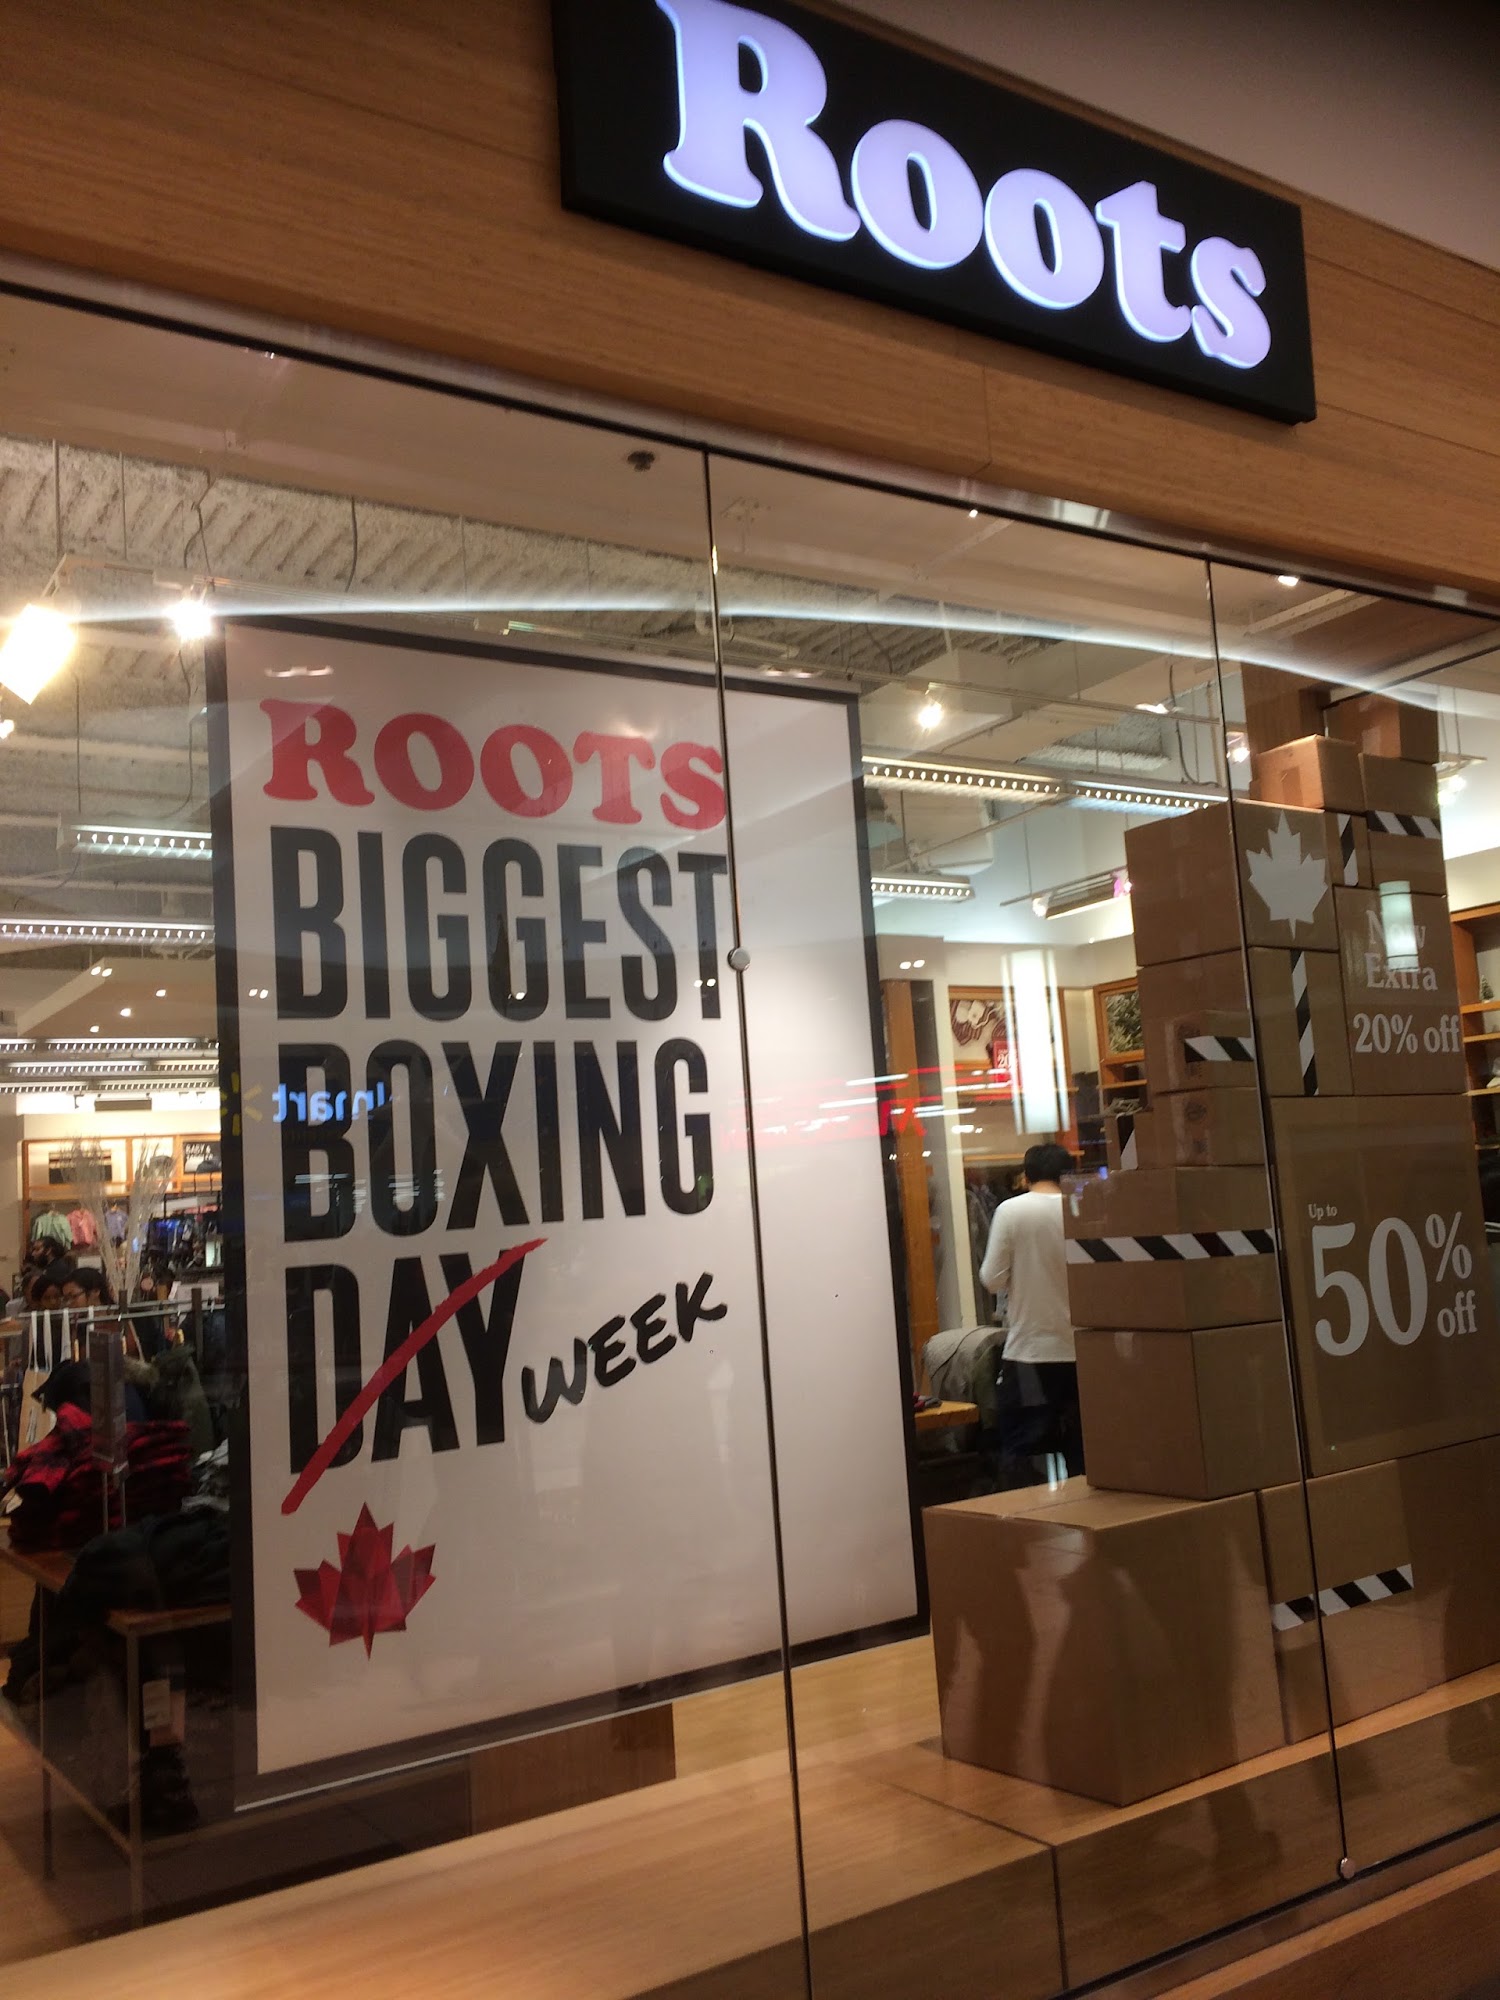 Roots
ROOTS
BIGGEST
BOXING
DAY WEEK
Now
Extra
20% off
Up to
50%
off